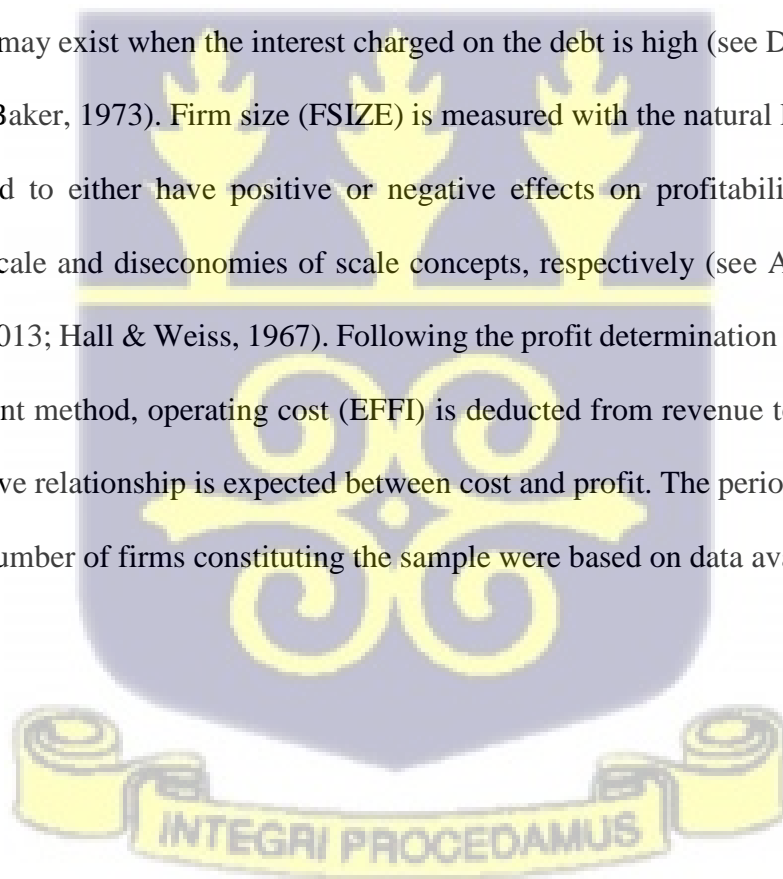 may exist when the interest charged on the debt is high (see D
Baker, 1973). Firm size (FSIZE) is measured with the natural
d to either have positive or negative effects on profitabili
cale and diseconomies of scale concepts, respectively (see A
013; Hall & Weiss, 1967). Following the profit determination
nt method, operating cost (EFFI) is deducted from revenue t
ve relationship is expected between cost and profit. The perio
umber of firms constituting the sample were based on data ava
INTEGRI PROCEDAMUS